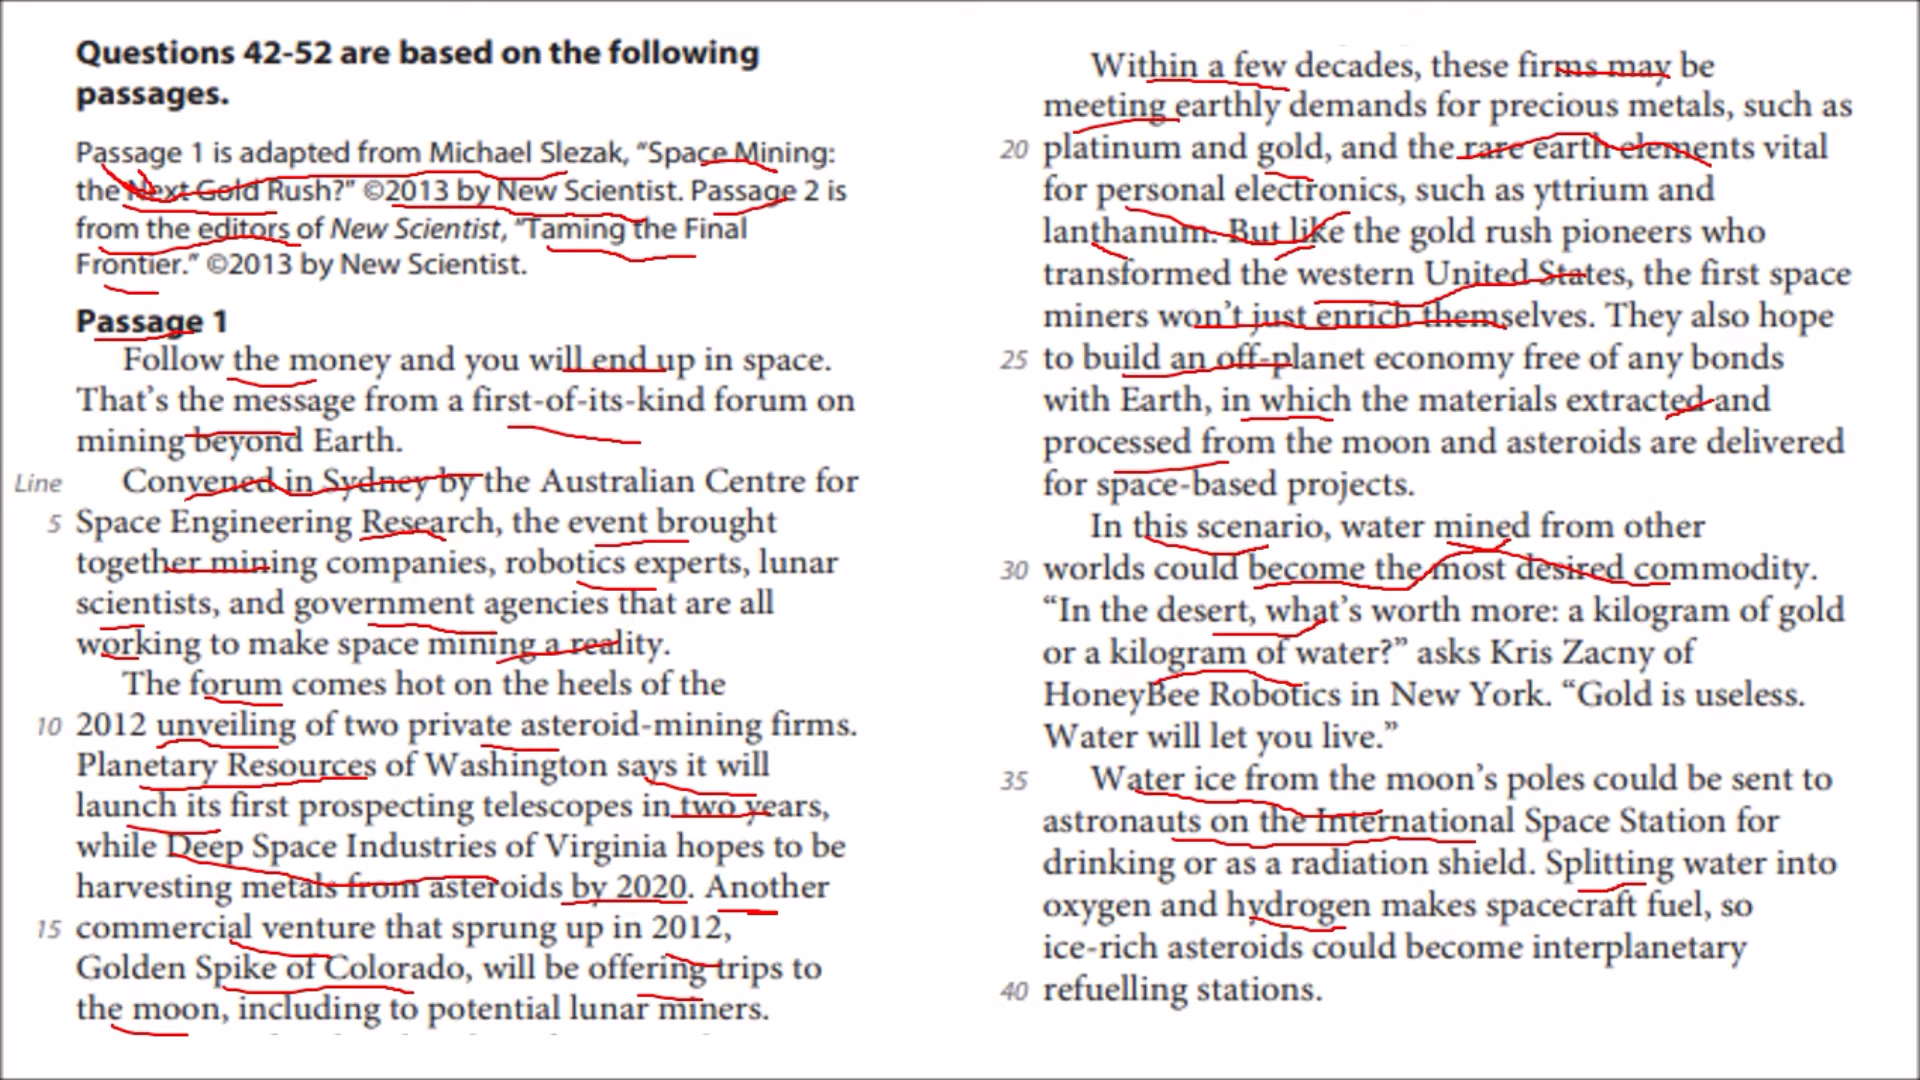 Questions 42-52 are based on the following
passages.
Passage 1 is adapted from Michael Slezak, “Space Mining:
the Next Gold Rush?” ©2013 by New Scientist. Passage 2 is
from the editors of New Scientist, “Taming the Final
Frontier.” ©2013 by New Scientist.
Passage 1
Follow the money and you will end up in space.
That’s the message from a first-of-its-kind forum on
mining beyond Earth.
Line Convened in Sydney by the Australian Centre for
5 Space Engineering Research, the event brought
together mining companies, robotics experts, lunar
scientists, and government agencies that are all
working to make space mining a reality.
The forum comes hot on the heels of the
10 2012 unveiling of two private asteroid-mining firms.
Planetary Resources of Washington says it will
launch its first prospecting telescopes in two years,
while Deep Space Industries of Virginia hopes to be
harvesting metals from asteroids by 2020. Another
15 commercial venture that sprung up in 2012,
Golden Spike of Colorado, will be offering trips to
the moon, including to potential lunar miners.
Within a few decades, these firms may be
meeting earthly demands for precious metals, such as
20 platinum and gold, and the rare earth elements vital
for personal electronics, such as yttrium and
lanthanum. But like the gold rush pioneers who
transformed the western United States, the first space
miners won’t just enrich themselves. They also hope
25 to build an off-planet economy free of any bonds
with Earth, in which the materials extracted and
processed from the moon and asteroids are delivered
for space-based projects.
In this scenario, water mined from other
30 worlds could become the most desired commodity.
“In the desert, what’s worth more: a kilogram of gold
or a kilogram of water?” asks Kris Zacny of
HoneyBee Robotics in New York. “Gold is useless.
Water will let you live.”
35 Water ice from the moon’s poles could be sent to
astronauts on the International Space Station for
drinking or as a radiation shield. Splitting water into
oxygen and hydrogen makes spacecraft fuel, so
ice-rich asteroids could become interplanetary
40 refuelling stations.